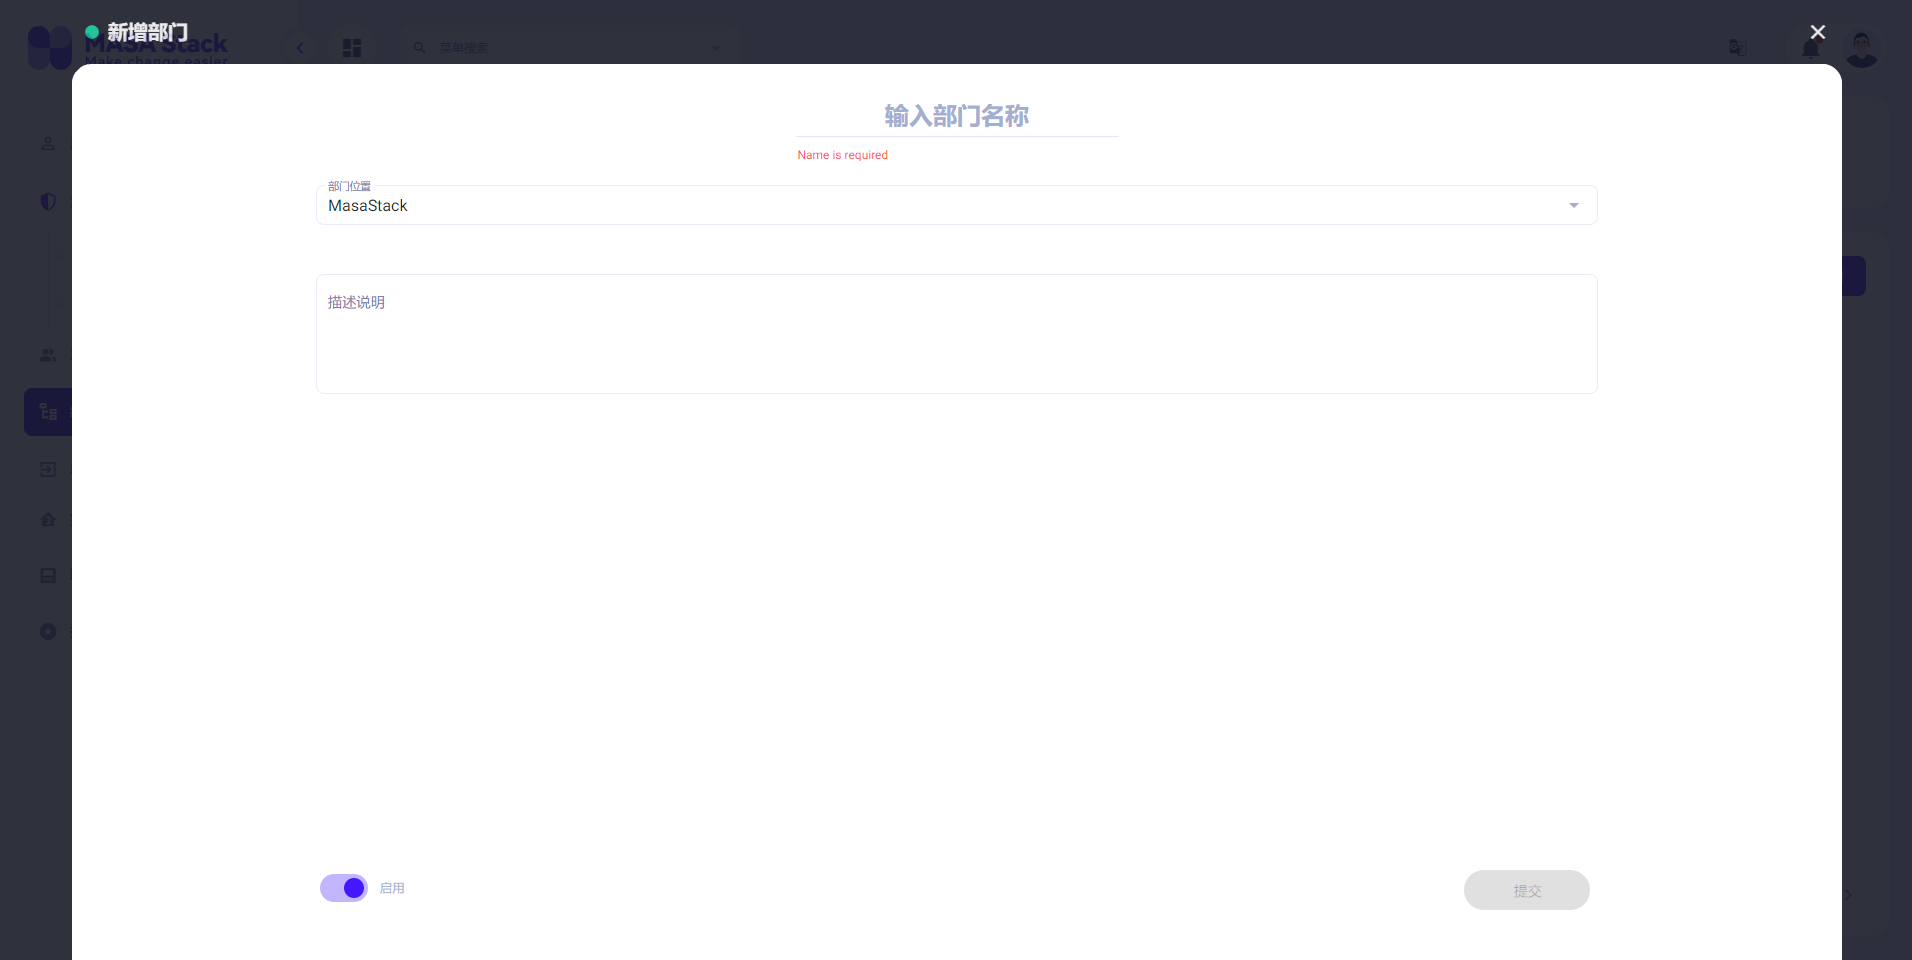 新增部门
MASA Stack
Make change easier
菜单搜索
输入部门名称
Name is required
部门位置
MasaStack
描述说明
启用
提交